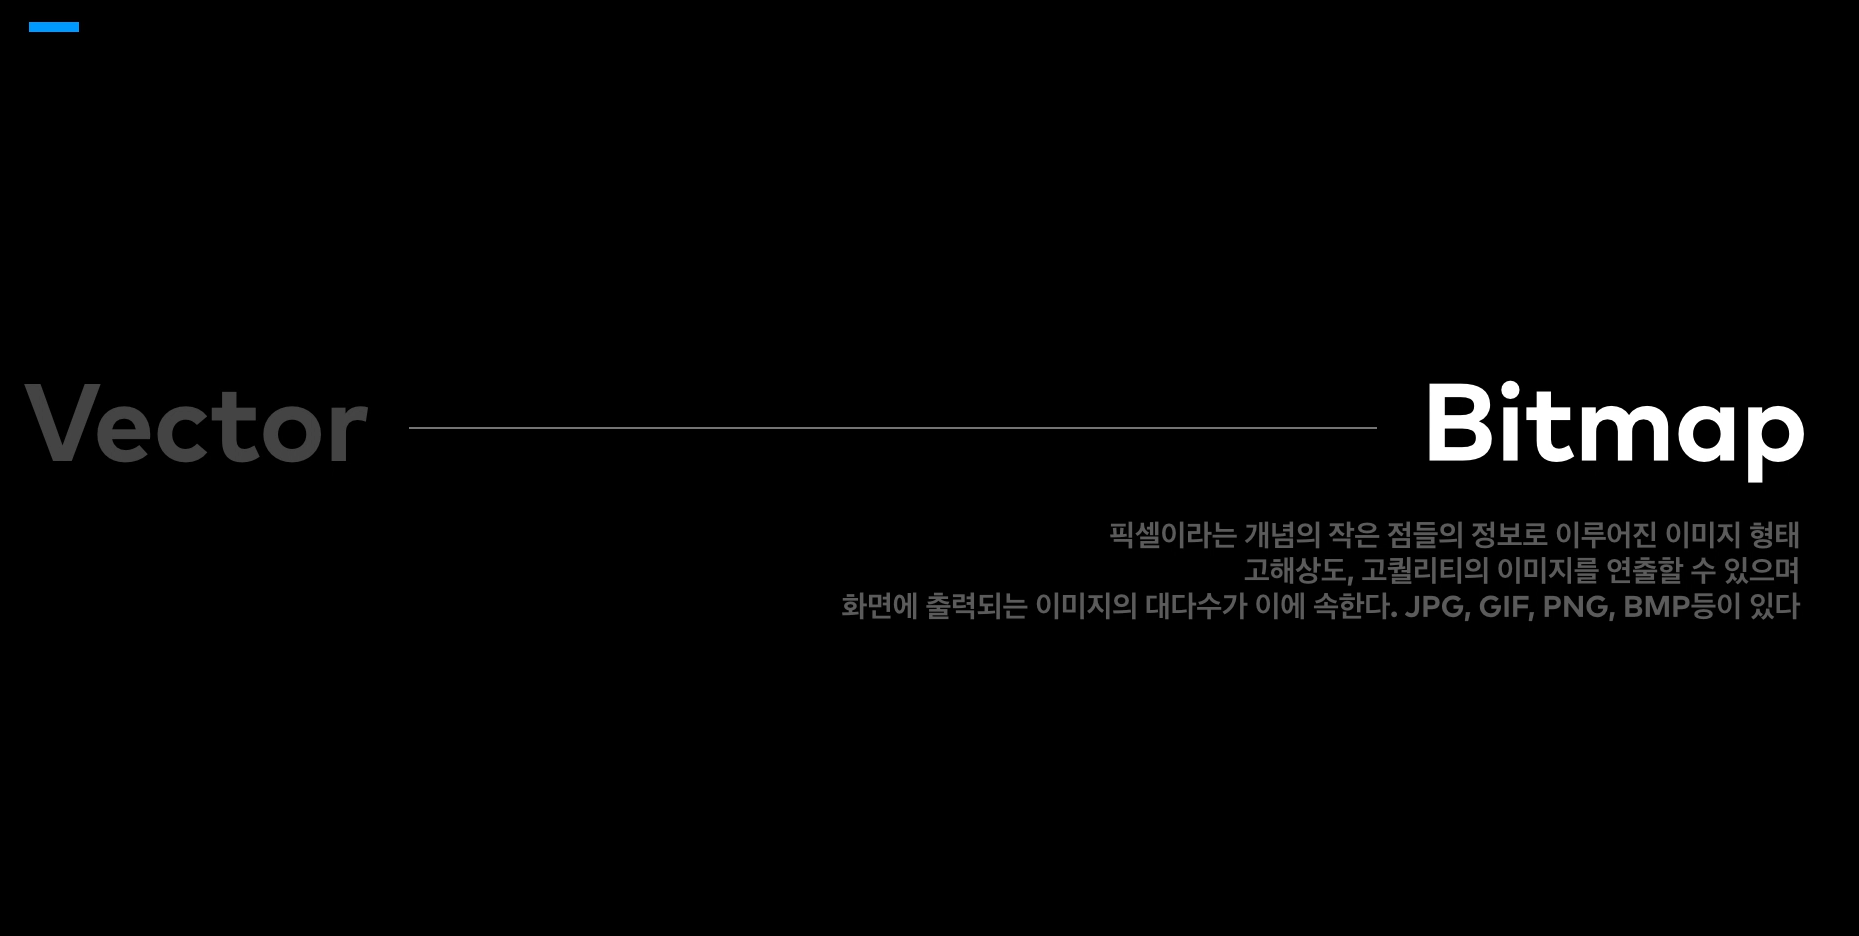 Vector
Bitmap
픽셀이라는 개념의 작은 점들의 정보로 이루어진 이미지 형태
고해상도, 고퀄리티의 이미지를 연출할 수 있으며
화면에 출력되는 이미지의 대다수가 이에 속한다. JPG, GIF, PNG, BMP등이 있다